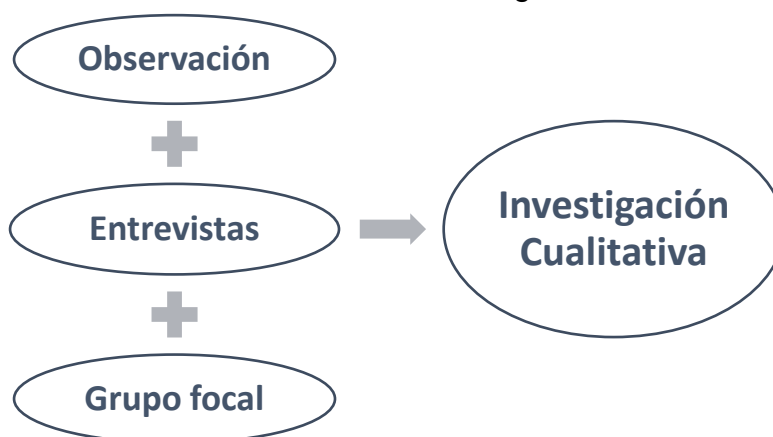 Observación
Entrevistas
Grupo focal
Investigación
Cualitativa